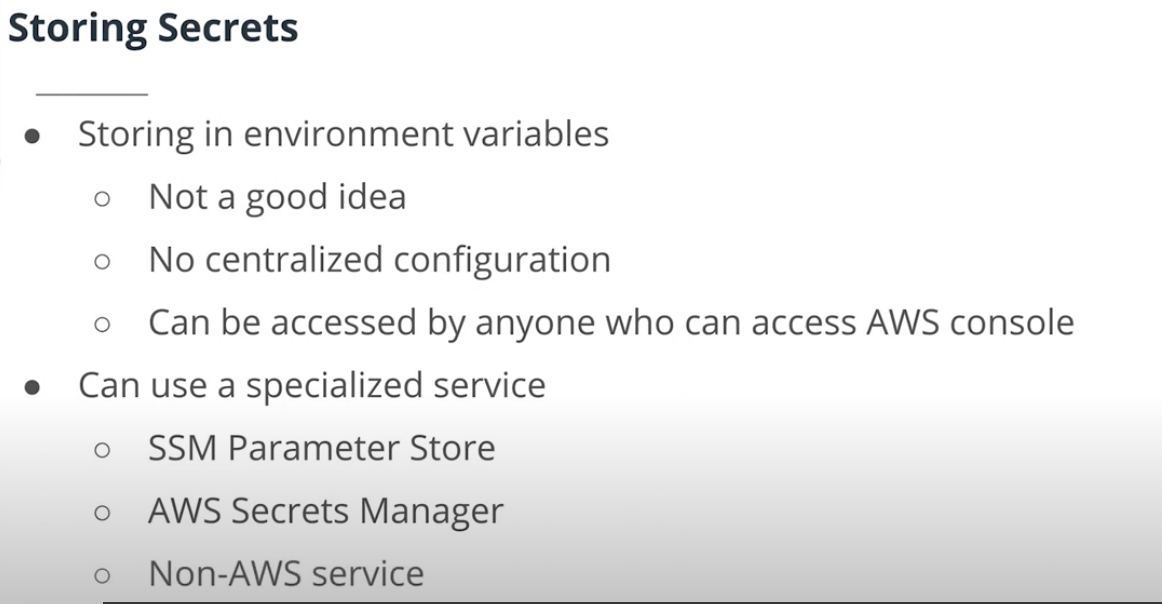 Storing Secrets
● Storing in environment variables
○ Not a good idea
○ No centralized configuration
○ Can be accessed by anyone who can access AWS console
● Can use a specialized service
○ SSM Parameter Store
○ AWS Secrets Manager
○ Non-AWS service